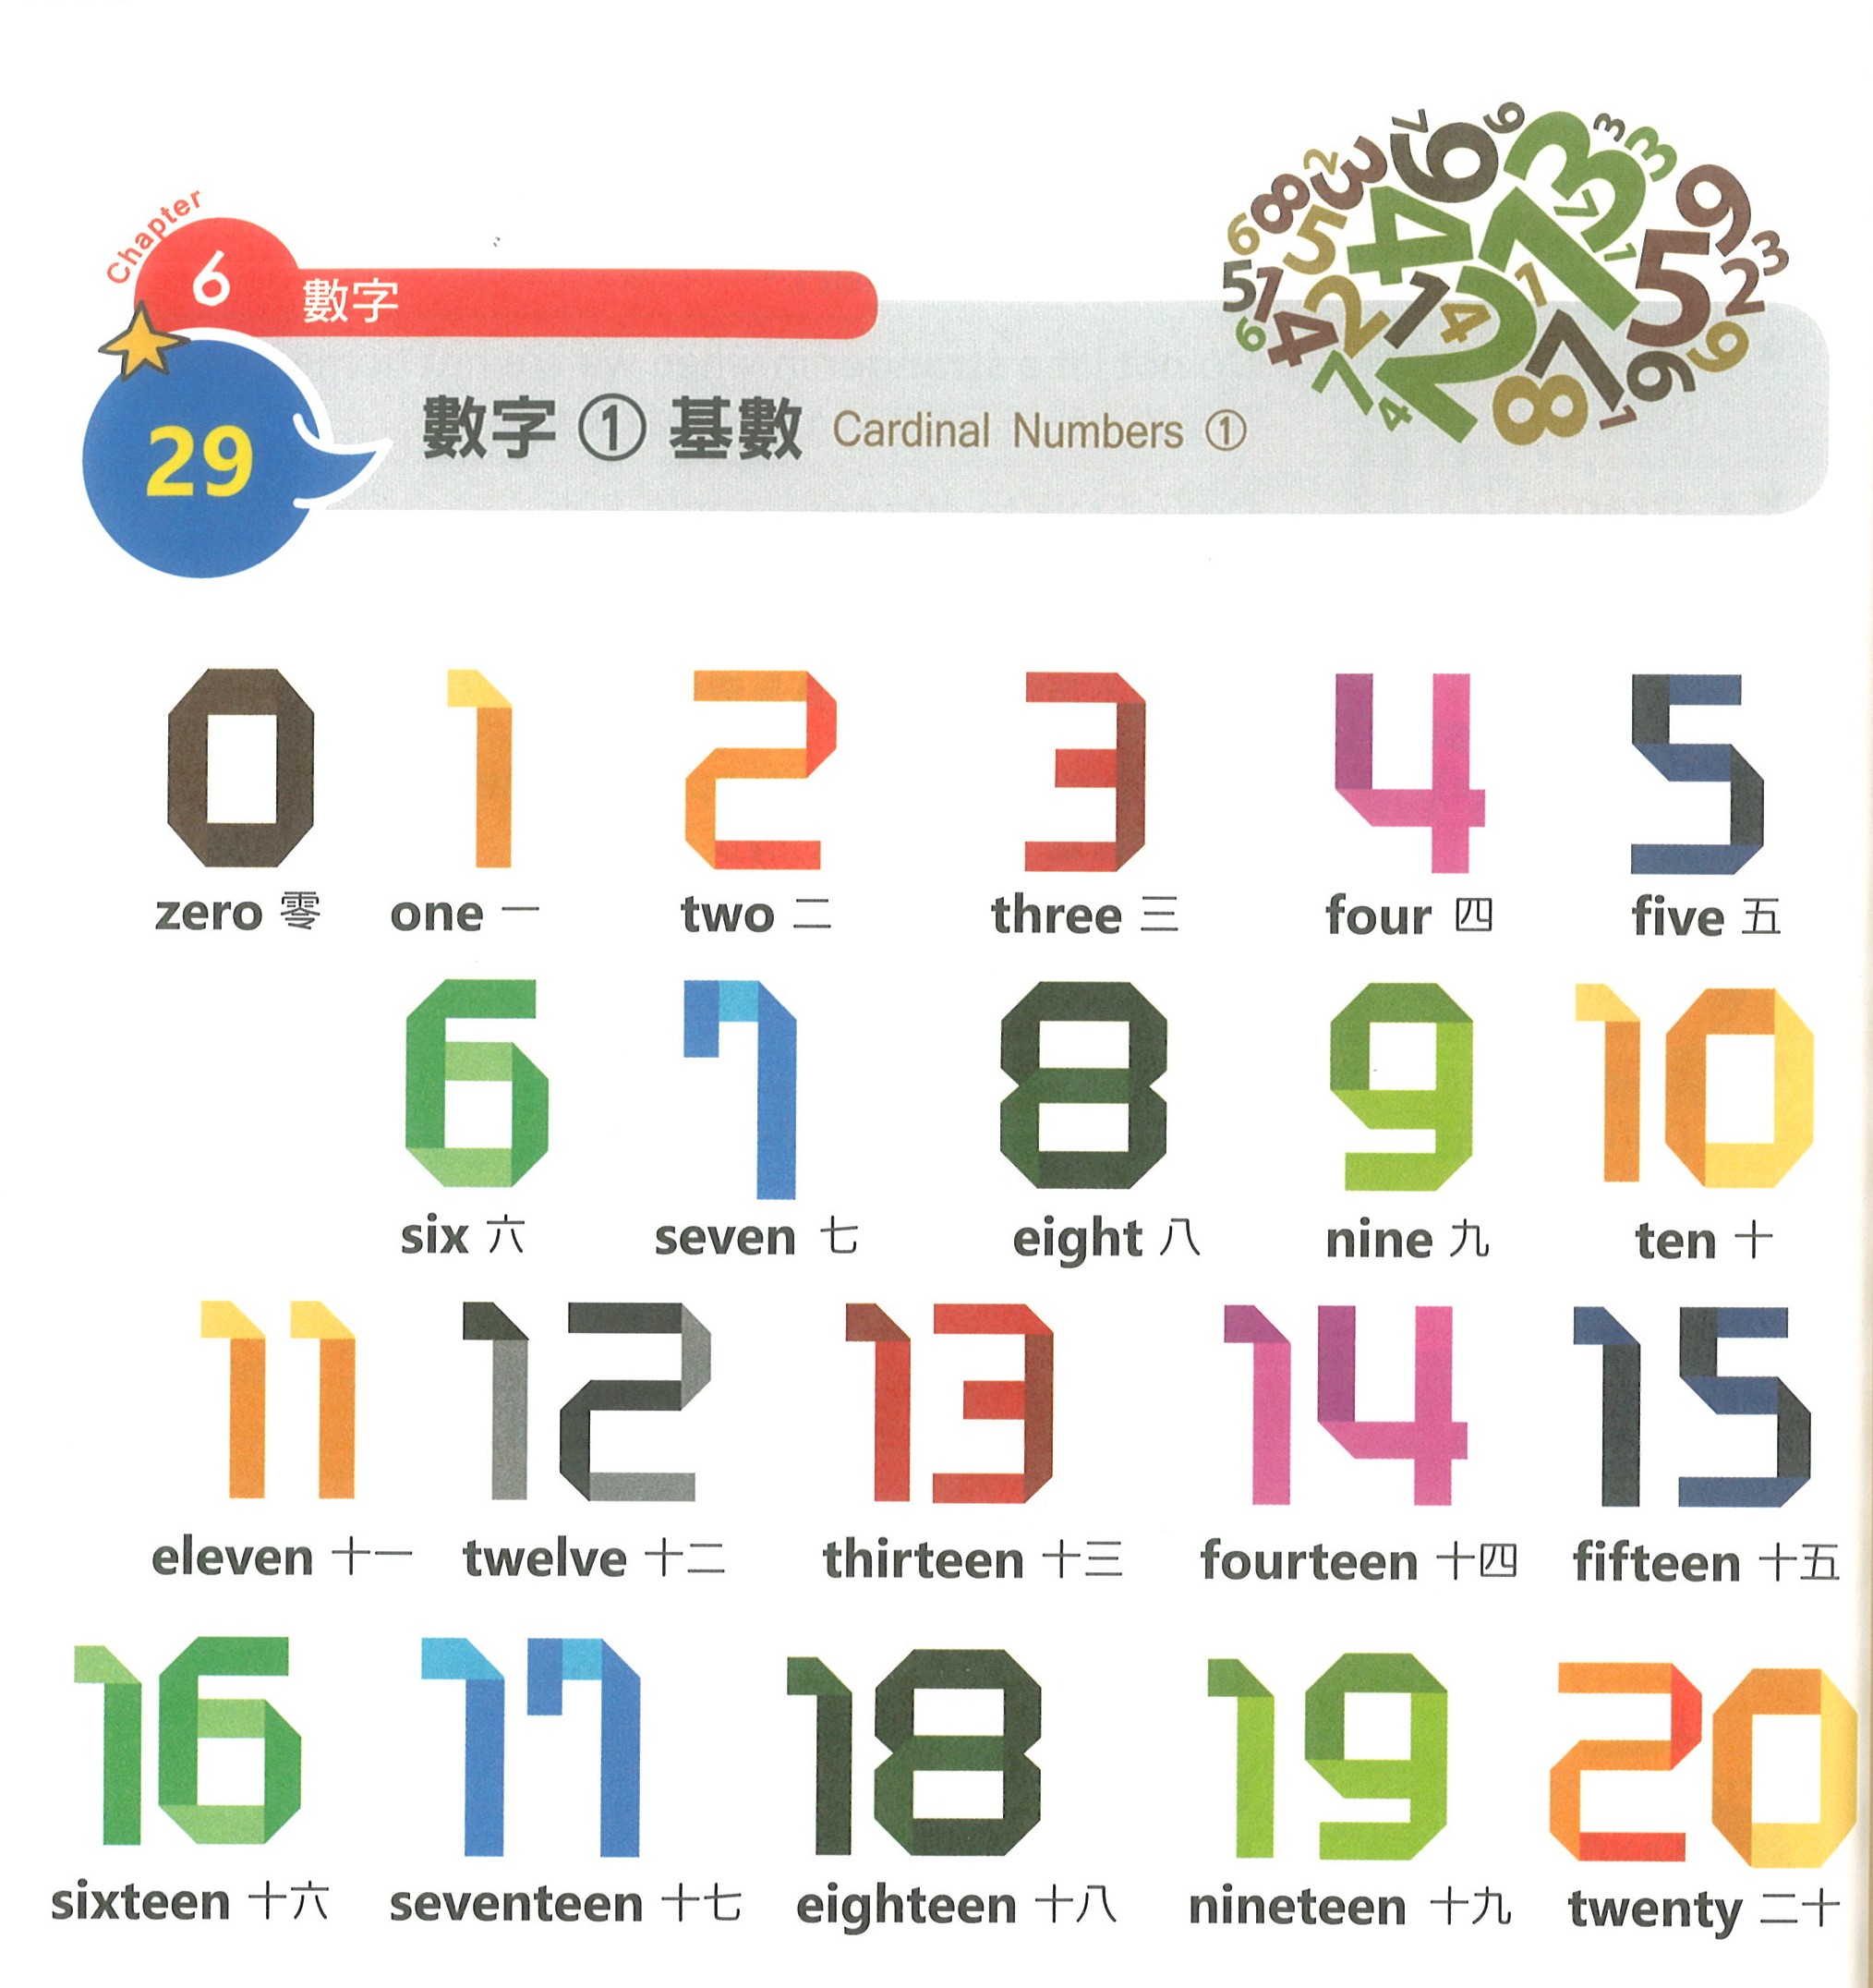 Chapter
6 數字
29 數字 ① 基數 Cardinal Numbers ①
0 1 2 3 4 5
zero 零 one 一 two 二 three 三 four 四 five 五
6 7 8 9 10
six 六 seven 七 eight 八 nine 九 ten 十
11 12 13 14 15
eleven 十一 twelve 十二 thirteen 十三 fourteen 十四 fifteen 十五
16 17 18 19 20
sixteen 十六 seventeen 十七 eighteen 十八 nineteen 十九 twenty 二十